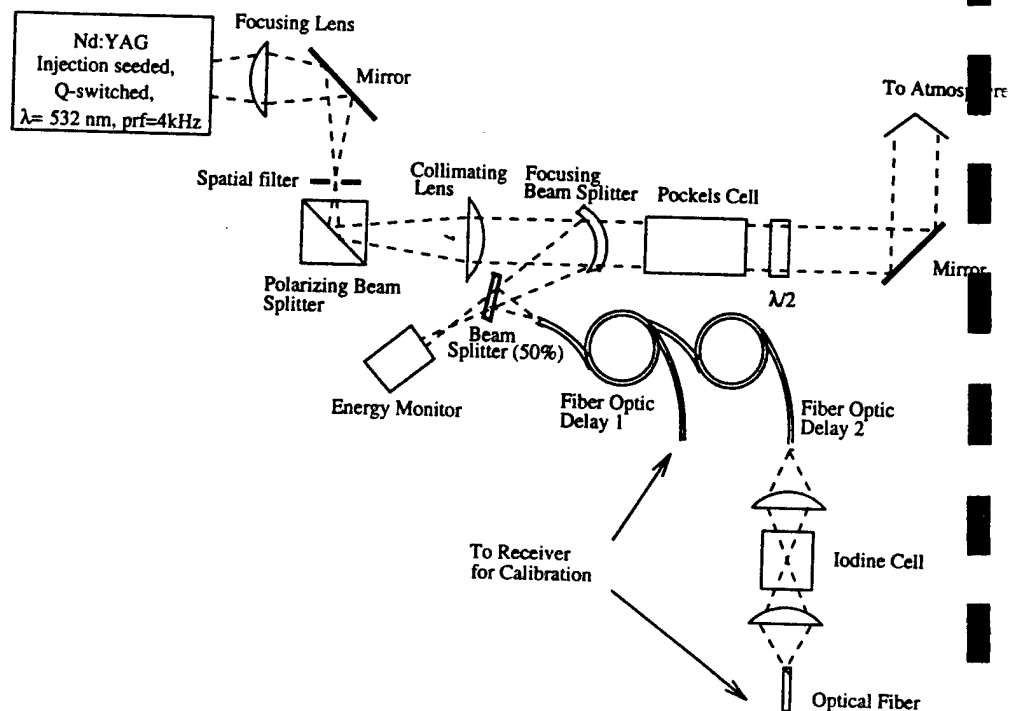 Focusing Lens
Nd:YAG
Injection seeded,
Q-switched,
λ= 532 nm, prf=4kHz
Mirror
To Atmosphere
Spatial filter
Collimating
Lens
Focusing
Beam Splitter
Pockels Cell
Polarizing Beam
Splitter
λ/2
Mirror
Beam
Splitter (50%)
Energy Monitor
Fiber Optic
Delay 1
Fiber Optic
Delay 2
To Receiver
for Calibration
Iodine Cell
Optical Fiber